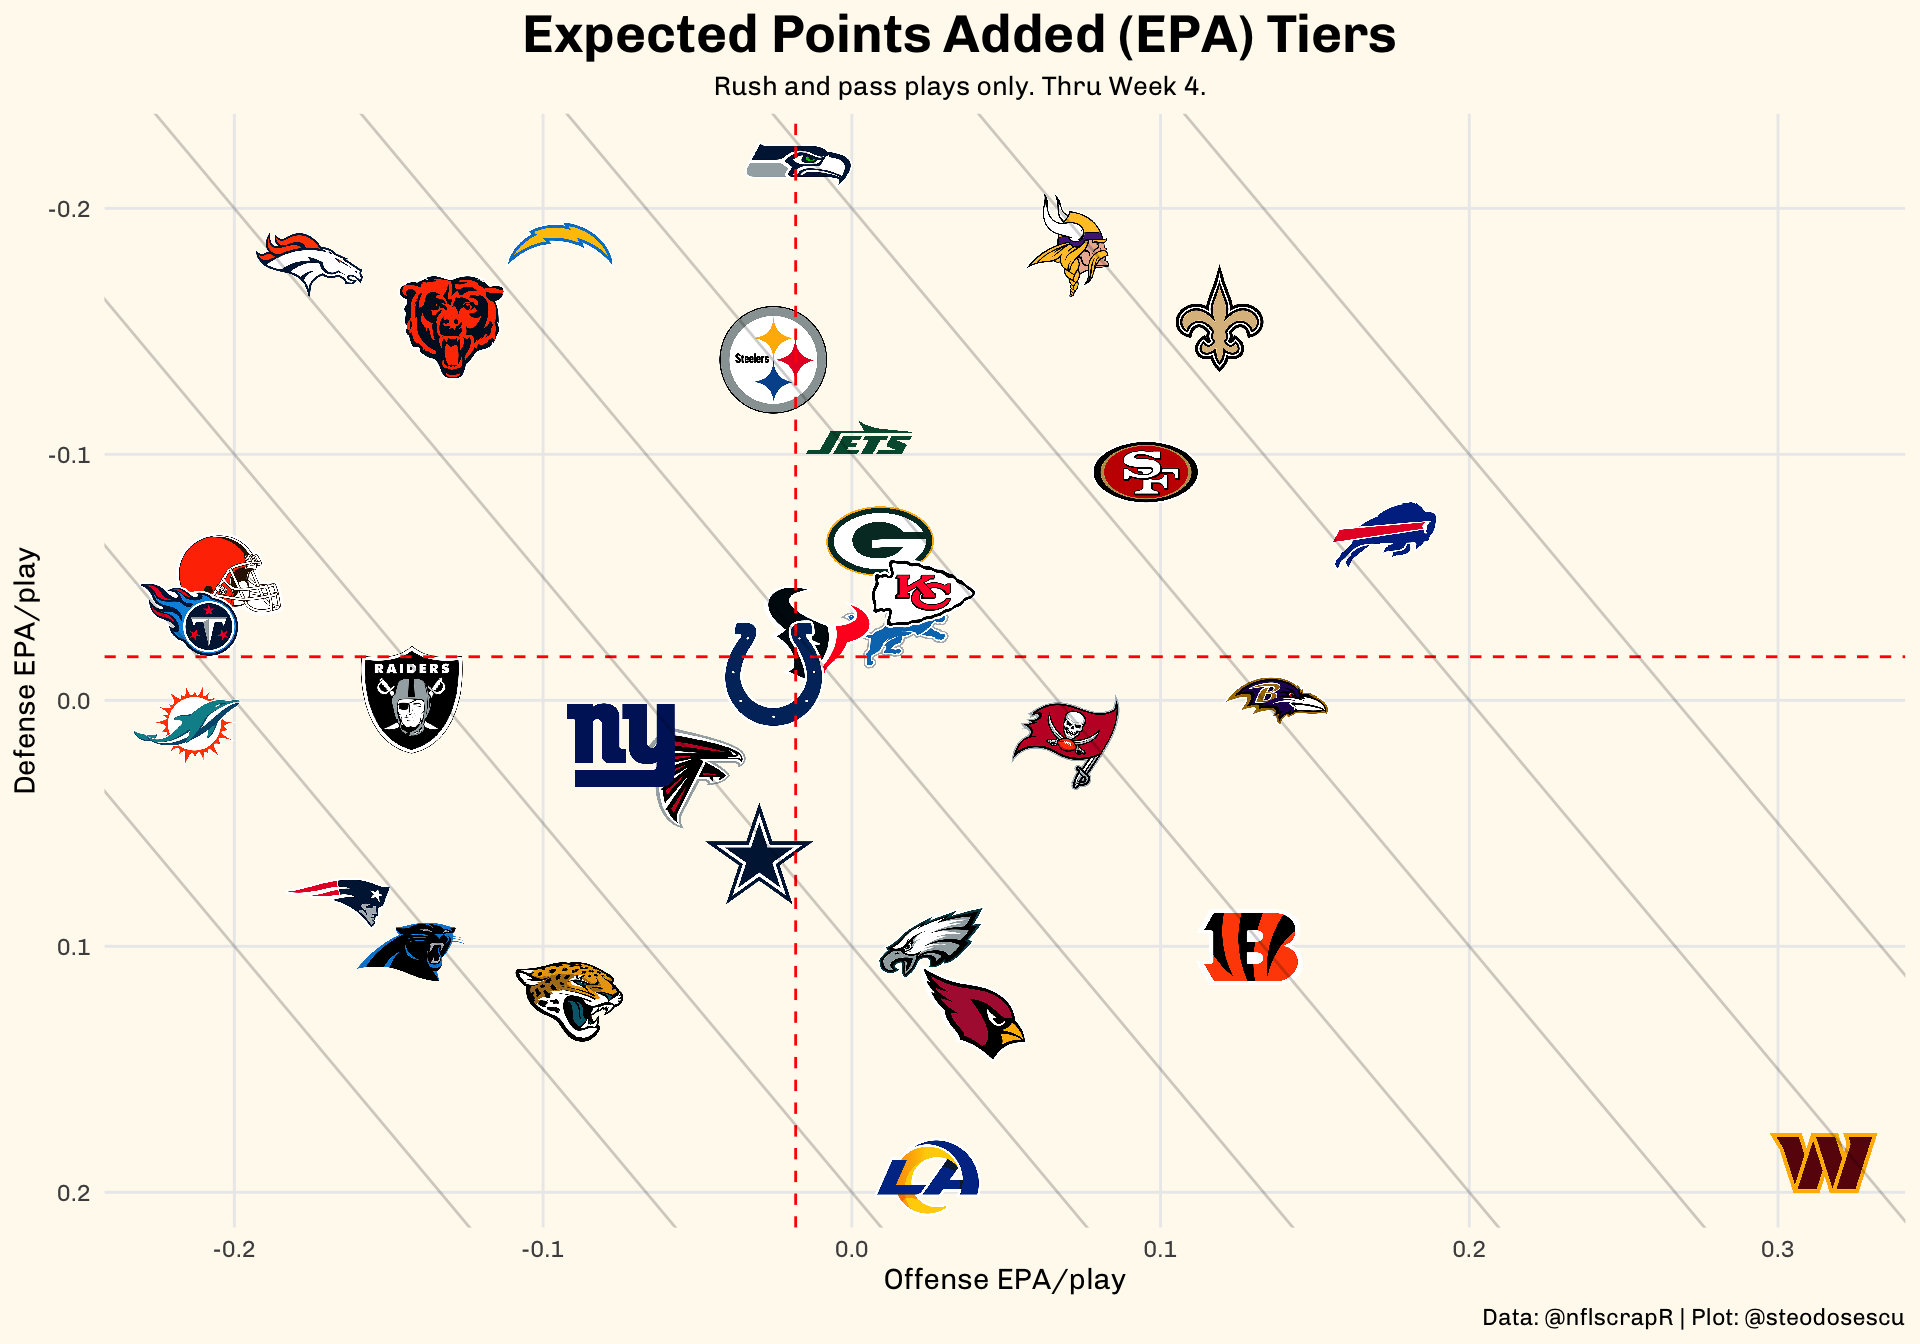 Expected Points Added (EPA) Tiers
Rush and pass plays only. Thru Week 4.
Defense EPA/play
-0.2
-0.1
0.0
0.1
0.2
Steelers
JETS
SF
G
KC
T
RAIDERS
ny
B
B
LA
W
-0.2
-0.1
0.0
0.1
0.2
0.3
Offense EPA/play
Data: @nflscrapR | Plot: @steodosescu